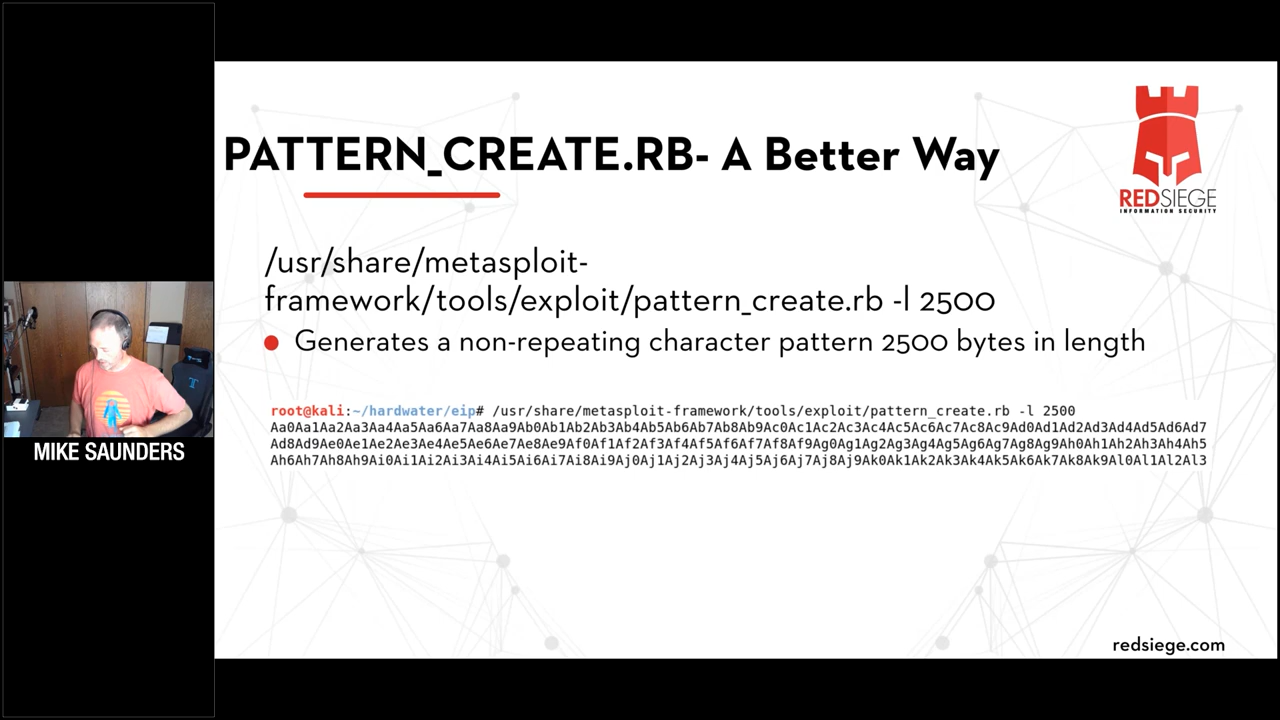 PATTERN_CREATE.RB- A Better Way
REDSIEGE
INFORMATION SECURITY
/usr/share/metasploit-
framework/tools/exploit/pattern_create.rb -l 2500
Generates a non-repeating character pattern 2500 bytes in length
root@kali:~/hardwater/eip# /usr/share/metasploit-framework/tools/exploit/pattern_create.rb -l 2500
Aa0Aa1Aa2Aa3Aa4Aa5Aa6Aa7Aa8Aa9Ab0Ab1Ab2Ab3Ab4Ab5Ab6Ab7Ab8Ab9Ac0Ac1Ac2Ac3Ac4Ac5Ac6Ac7Ac8Ac9Ad0Ad1Ad2Ad3Ad4Ad5Ad6Ad7
Ad8Ad9Ae0Ae1Ae2Ae3Ae4Ae5Ae6Ae7Ae8Ae9Af0Af1Af2Af3Af4Af5Af6Af7Af8Af9Ag0Ag1Ag2Ag3Ag4Ag5Ag6Ag7Ag8Ag9Ah0Ah1Ah2Ah3Ah4Ah5
Ah6Ah7Ah8Ah9Ai0Ai1Ai2Ai3Ai4Ai5Ai6Ai7Ai8Ai9Aj0Aj1Aj2Aj3Aj4Aj5Aj6Aj7Aj8Aj9Ak0Ak1Ak2Ak3Ak4Ak5Ak6Ak7Ak8Ak9Al0Al1Al2Al3
MIKE SAUNDERS
redsiege.com